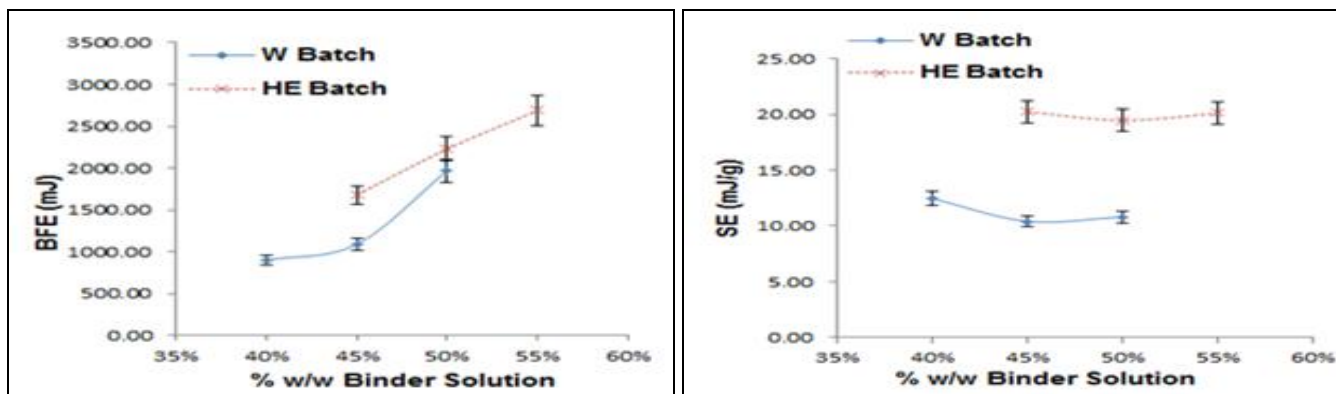 3500.00
3000.00
2500.00
2000.00
1500.00
1000.00
500.00
0.00
BFE (mJ)
W Batch
HE Batch
35% 40% 45% 50% 55% 60%
% w/w Binder Solution
25.00
20.00
15.00
10.00
5.00
0.00
SE (mJ/g)
W Batch
HE Batch
35% 40% 45% 50% 55% 60%
% w/w Binder Solution